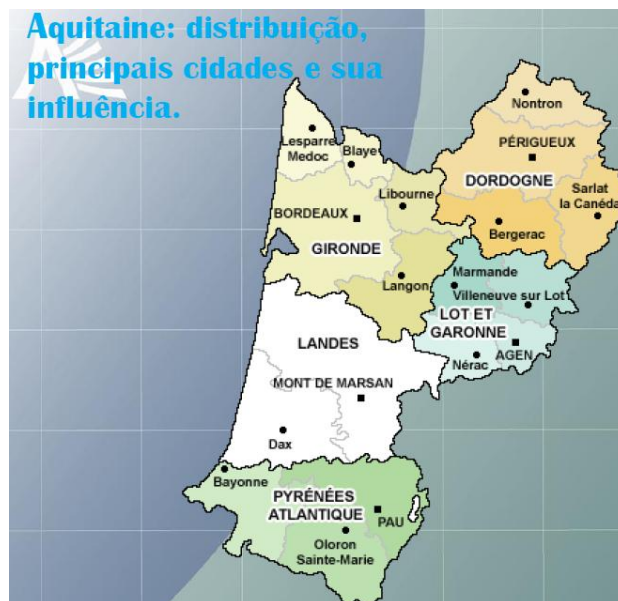 Aquitaine: distribuição,
principais cidades e sua
influência.
Nontron
Lesparre
Medoc
Blaye
PÉRIGUEUX
DORDOGNE
Sarlat
la Canéda
Libourne
BORDEAUX
Bergerac
GIRONDE
Marmande
Langon
Villeneuve sur Lot
LOT ET
GARONNE
LANDES
AGEN
Nérac
MONT DE MARSAN
Dax
Bayonne
PYRÉNÉES
ATLANTIQUE
PAU
Oloron
Sainte-Marie